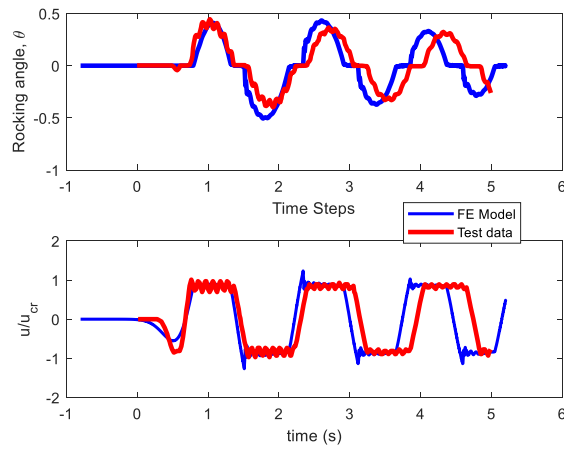 0.5
0
-0.5
-1
Rocking angle, θ
-1 0 1 2 3 4 5 6
Time Steps
FE Model
Test data
2
1
0
-1
-2
u/u_cr
-1 0 1 2 3 4 5 6
time (s)